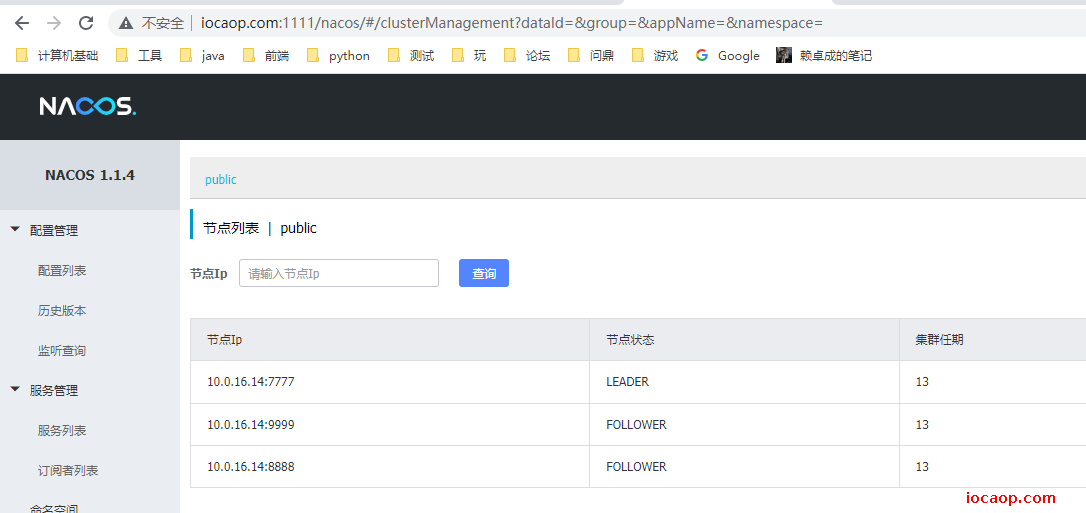 不安全 | iocaop.com:1111/nacos/#/clusterManagement?dataId=&group=&appName=&namespace=
计算机基础 工具 java 前端 python 测试 玩 论坛 问鼎 游戏 Google 赖卓成的笔记
NACOS.
NACOS 1.1.4
配置管理
配置列表
历史版本
监听查询
服务管理
服务列表
订阅者列表
命名空间
public
节点列表 | public
节点Ip 请输入节点Ip 查询
节点Ip 节点状态 集群任期
10.0.16.14:7777 LEADER 13
10.0.16.14:9999 FOLLOWER 13
10.0.16.14:8888 FOLLOWER 13
iocaop.com